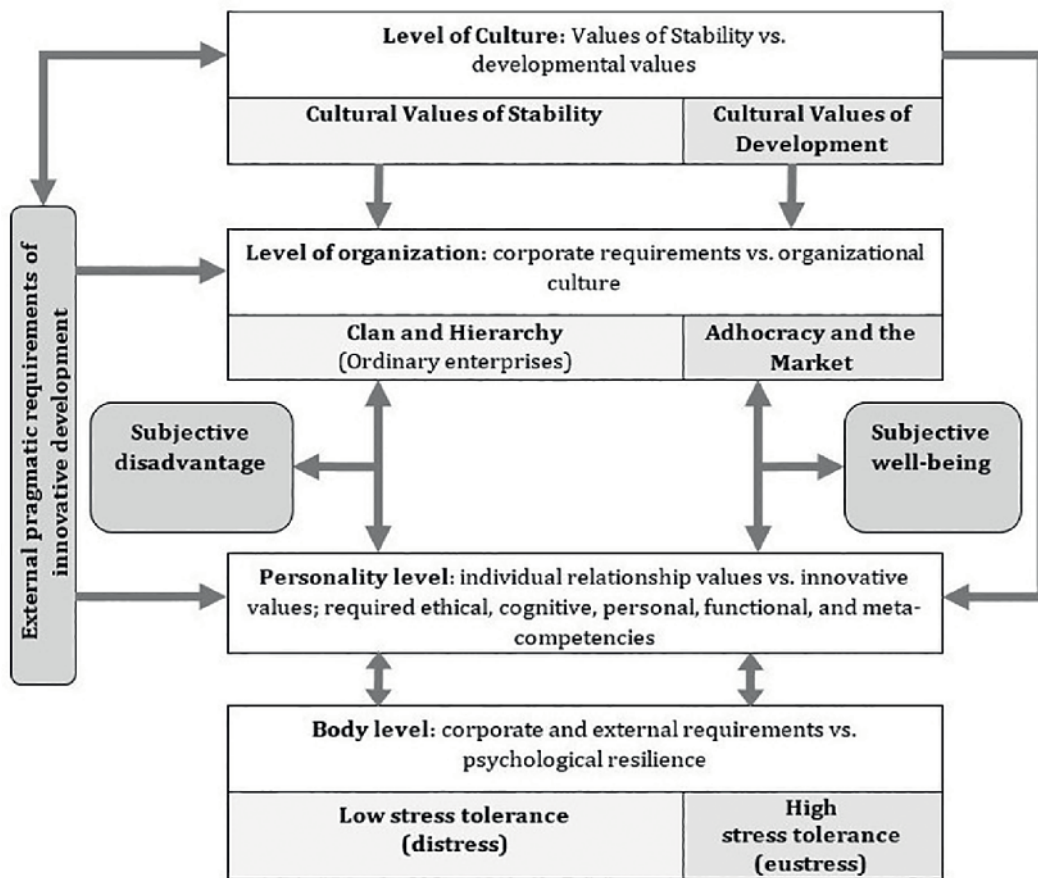 Level of Culture: Values of Stability vs.
developmental values
Cultural Values of Stability
Cultural Values of
Development
External pragmatic requirements of
innovative development
Level of organization: corporate requirements vs. organizational
culture
Clan and Hierarchy
(Ordinary enterprises)
Adhocracy and the
Market
Subjective
disadvantage
Subjective
well-being
Personality level: individual relationship values vs. innovative
values; required ethical, cognitive, personal, functional, and meta-
competencies
Body level: corporate and external requirements vs.
psychological resilience
Low stress tolerance
(distress)
High
stress tolerance
(eustress)